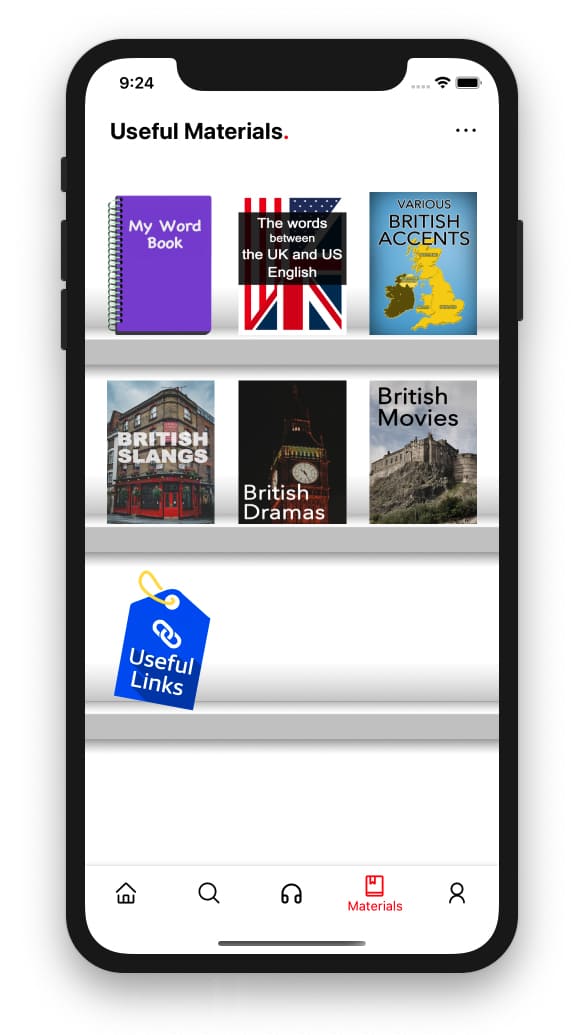 9:24
Useful Materials.
My Word
Book
The words
between
the UK and US
English
VARIOUS
BRITISH
ACCENTS
BRITISH
SLANGS
British
Dramas
British
Movies
Useful
Links
Materials